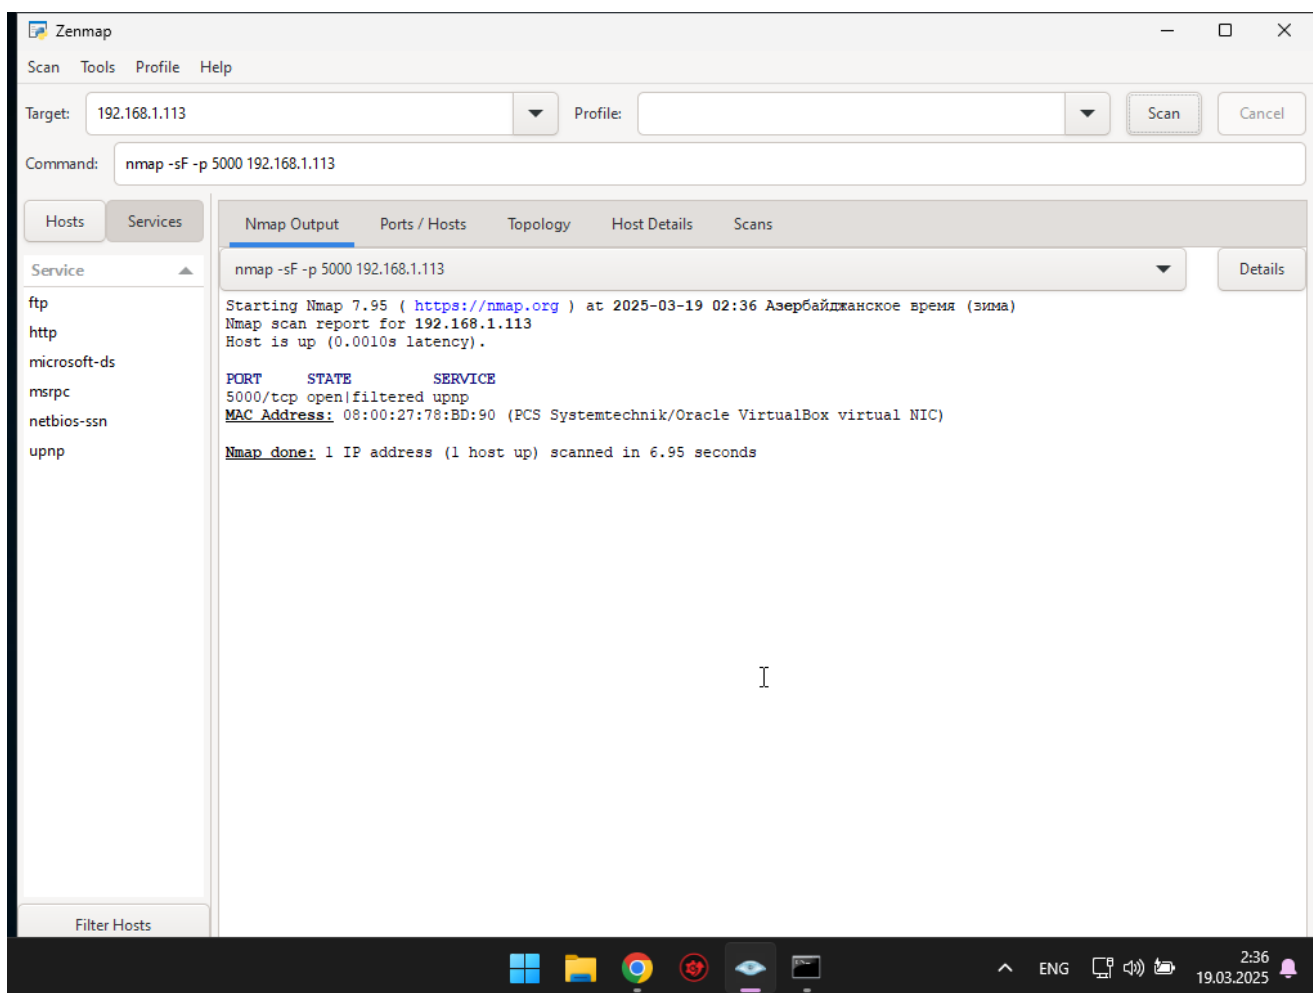 Zenmap
Scan Tools Profile Help
Target: 192.168.1.113 Profile: Scan Cancel
Command: nmap -sF -p 5000 192.168.1.113
Hosts Services Nmap Output Ports / Hosts Topology Host Details Scans
Service nmap -sF -p 5000 192.168.1.113 Details
ftp
http
microsoft-ds
msrpc
netbios-ssn
upnp
Starting Nmap 7.95 ( https://nmap.org ) at 2025-03-19 02:36 Азербайджанское время (зима)
Nmap scan report for 192.168.1.113
Host is up (0.0010s latency).
PORT STATE SERVICE
5000/tcp open|filtered upnp
MAC Address: 08:00:27:78:BD:90 (PCS Systemtechnik/Oracle VirtualBox virtual NIC)
Nmap done: 1 IP address (1 host up) scanned in 6.95 seconds
Filter Hosts
ENG 2:36
19.03.2025